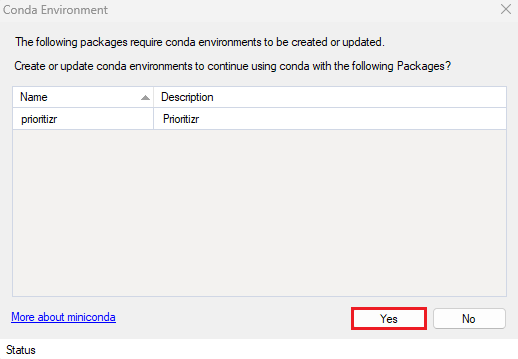 Conda Environment
The following packages require conda environments to be created or updated.
Create or update conda environments to continue using conda with the following Packages?
Name Description
prioritizr Prioritizr
More about miniconda Yes No
Status